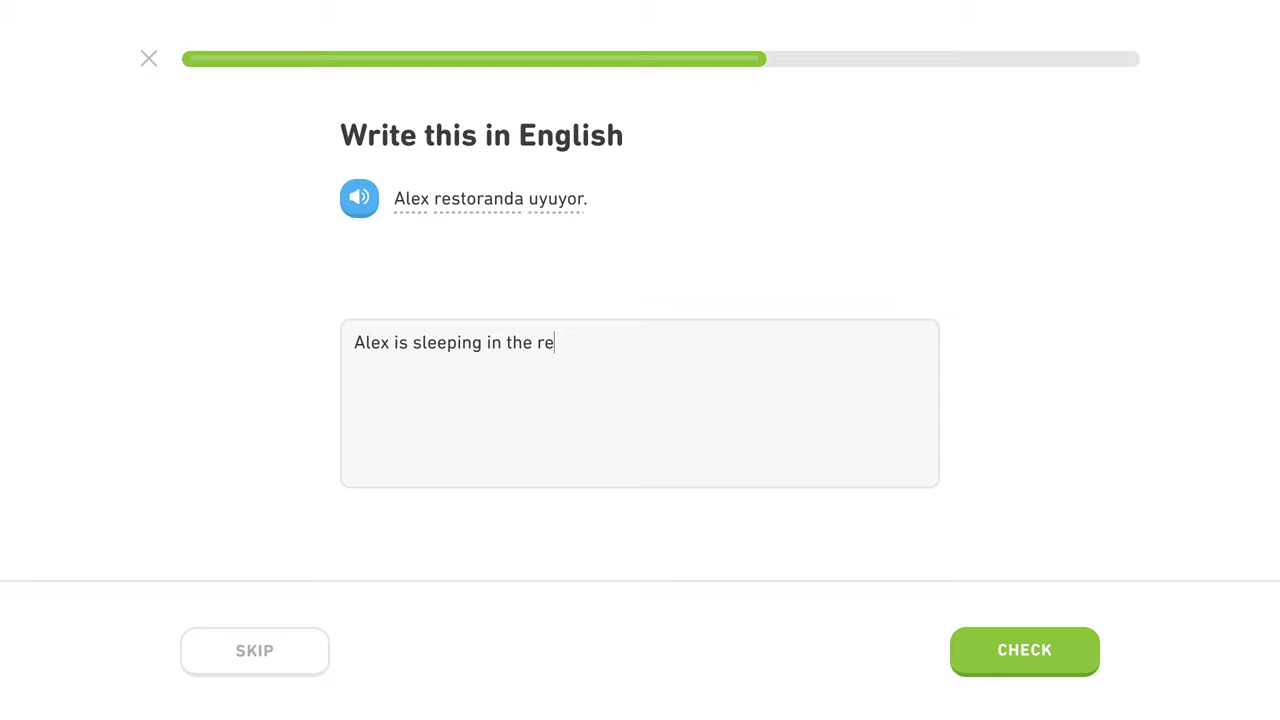 Write this in English
Alex restoranda uyuyor.
Alex is sleeping in the re
SKIP
CHECK